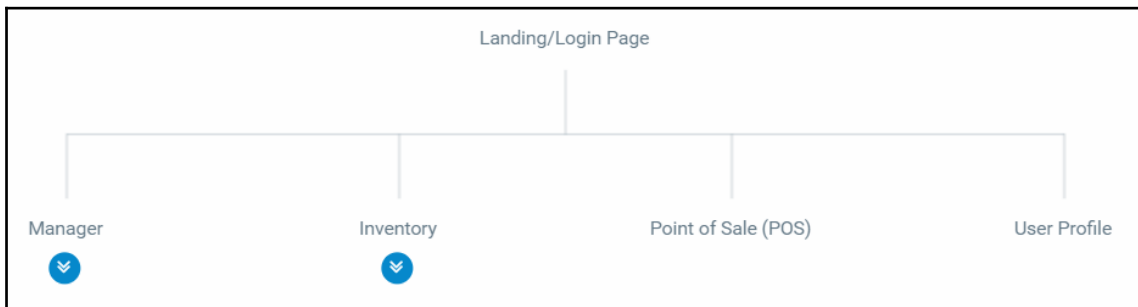 Landing/Login Page
Manager
Inventory
Point of Sale (POS)
User Profile